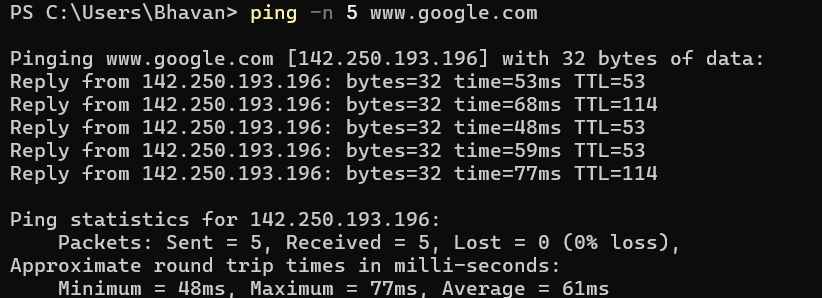 PS C:\Users\Bhavan> ping -n 5 www.google.com
Pinging www.google.com [142.250.193.196] with 32 bytes of data:
Reply from 142.250.193.196: bytes=32 time=53ms TTL=53
Reply from 142.250.193.196: bytes=32 time=68ms TTL=114
Reply from 142.250.193.196: bytes=32 time=48ms TTL=53
Reply from 142.250.193.196: bytes=32 time=59ms TTL=53
Reply from 142.250.193.196: bytes=32 time=77ms TTL=114
Ping statistics for 142.250.193.196:
    Packets: Sent = 5, Received = 5, Lost = 0 (0% loss),
Approximate round trip times in milli-seconds:
    Minimum = 48ms, Maximum = 77ms, Average = 61ms